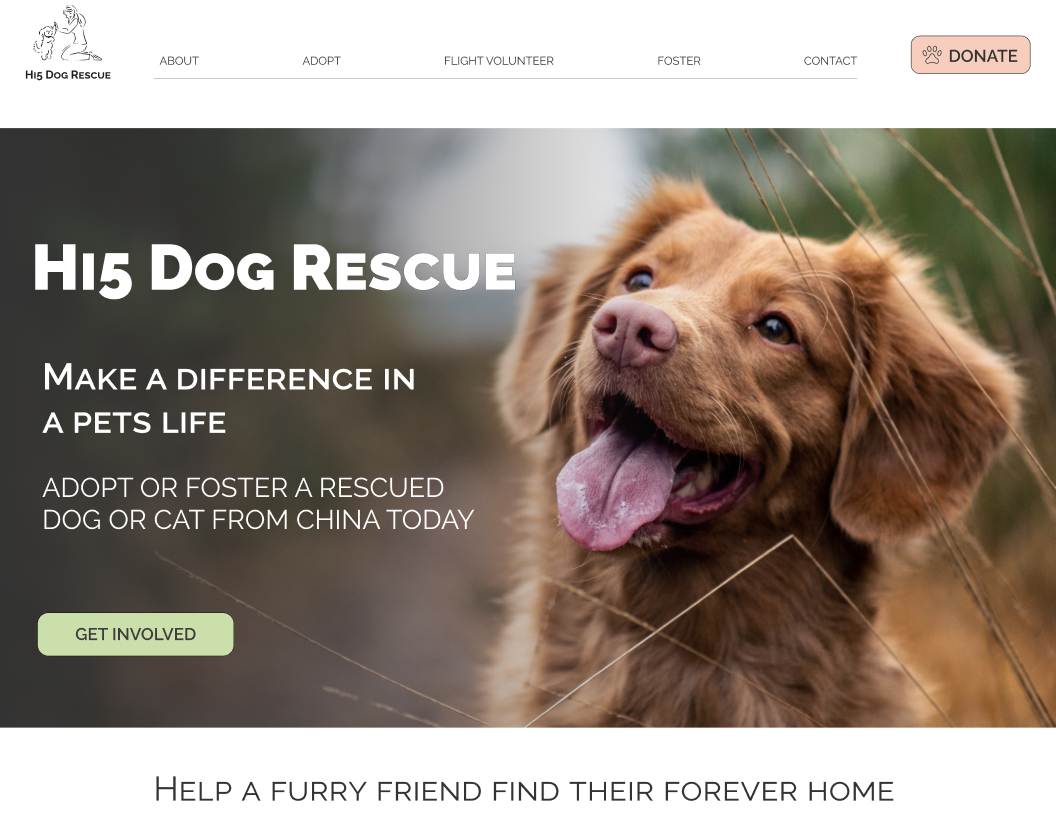 Hi5 Dog Rescue
ABOUT
ADOPT
FLIGHT VOLUNTEER
FOSTER
CONTACT
DONATE
Hi5 Dog Rescue
Make a difference in
a pets life
ADOPT OR FOSTER A RESCUED
DOG OR CAT FROM CHINA TODAY
GET INVOLVED
Help a furry friend find their forever home